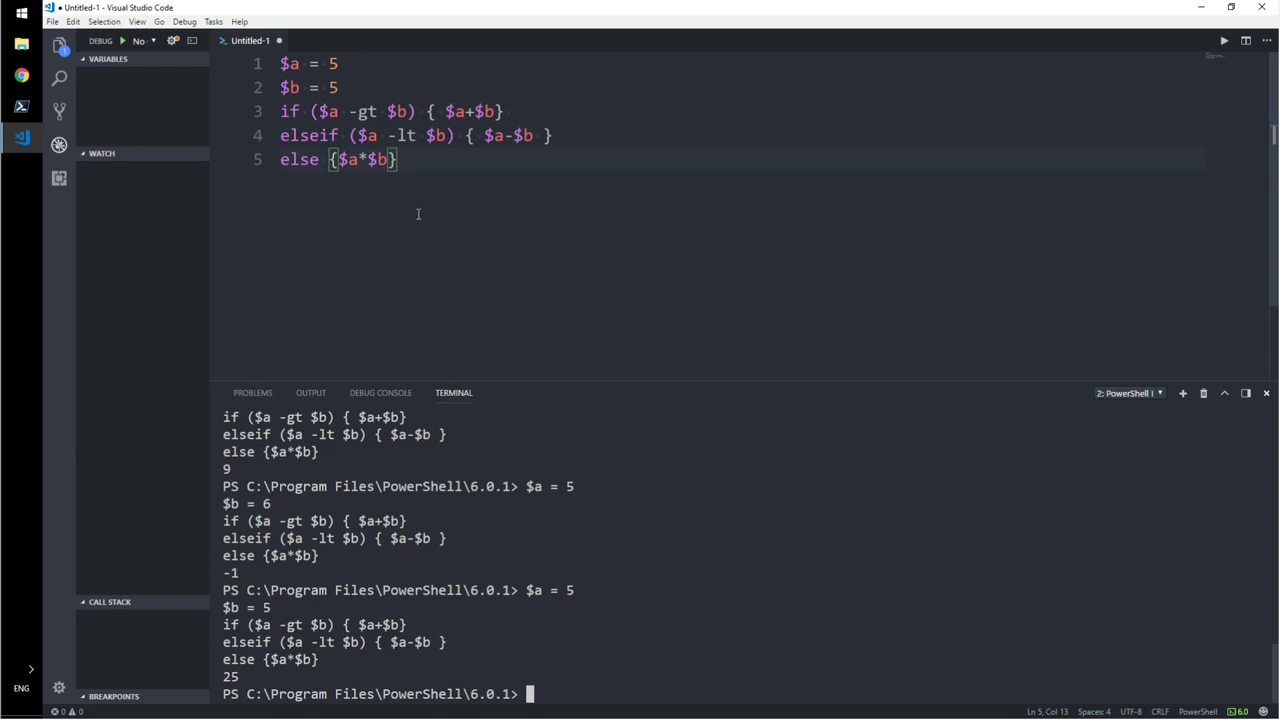 ● Untitled-1 - Visual Studio Code
File Edit Selection View Go Debug Tasks Help
DEBUG No
Untitled-1
VARIABLES
WATCH
CALL STACK
BREAKPOINTS
1
1 $a = 5
2 $b = 5
3 if ($a -gt $b) { $a+$b}
4 elseif ($a -lt $b) { $a-$b }
5 else {$a*$b}
PROBLEMS OUTPUT DEBUG CONSOLE TERMINAL
2: PowerShell I
if ($a -gt $b) { $a+$b}
elseif ($a -lt $b) { $a-$b }
else {$a*$b}
9
PS C:\Program Files\PowerShell\6.0.1> $a = 5
$b = 6
if ($a -gt $b) { $a+$b}
elseif ($a -lt $b) { $a-$b }
else {$a*$b}
-1
PS C:\Program Files\PowerShell\6.0.1> $a = 5
$b = 5
if ($a -gt $b) { $a+$b}
elseif ($a -lt $b) { $a-$b }
else {$a*$b}
25
PS C:\Program Files\PowerShell\6.0.1>
ENG
0 0
Ln 5, Col 13 Spaces: 4 UTF-8 CRLF PowerShell 6.0